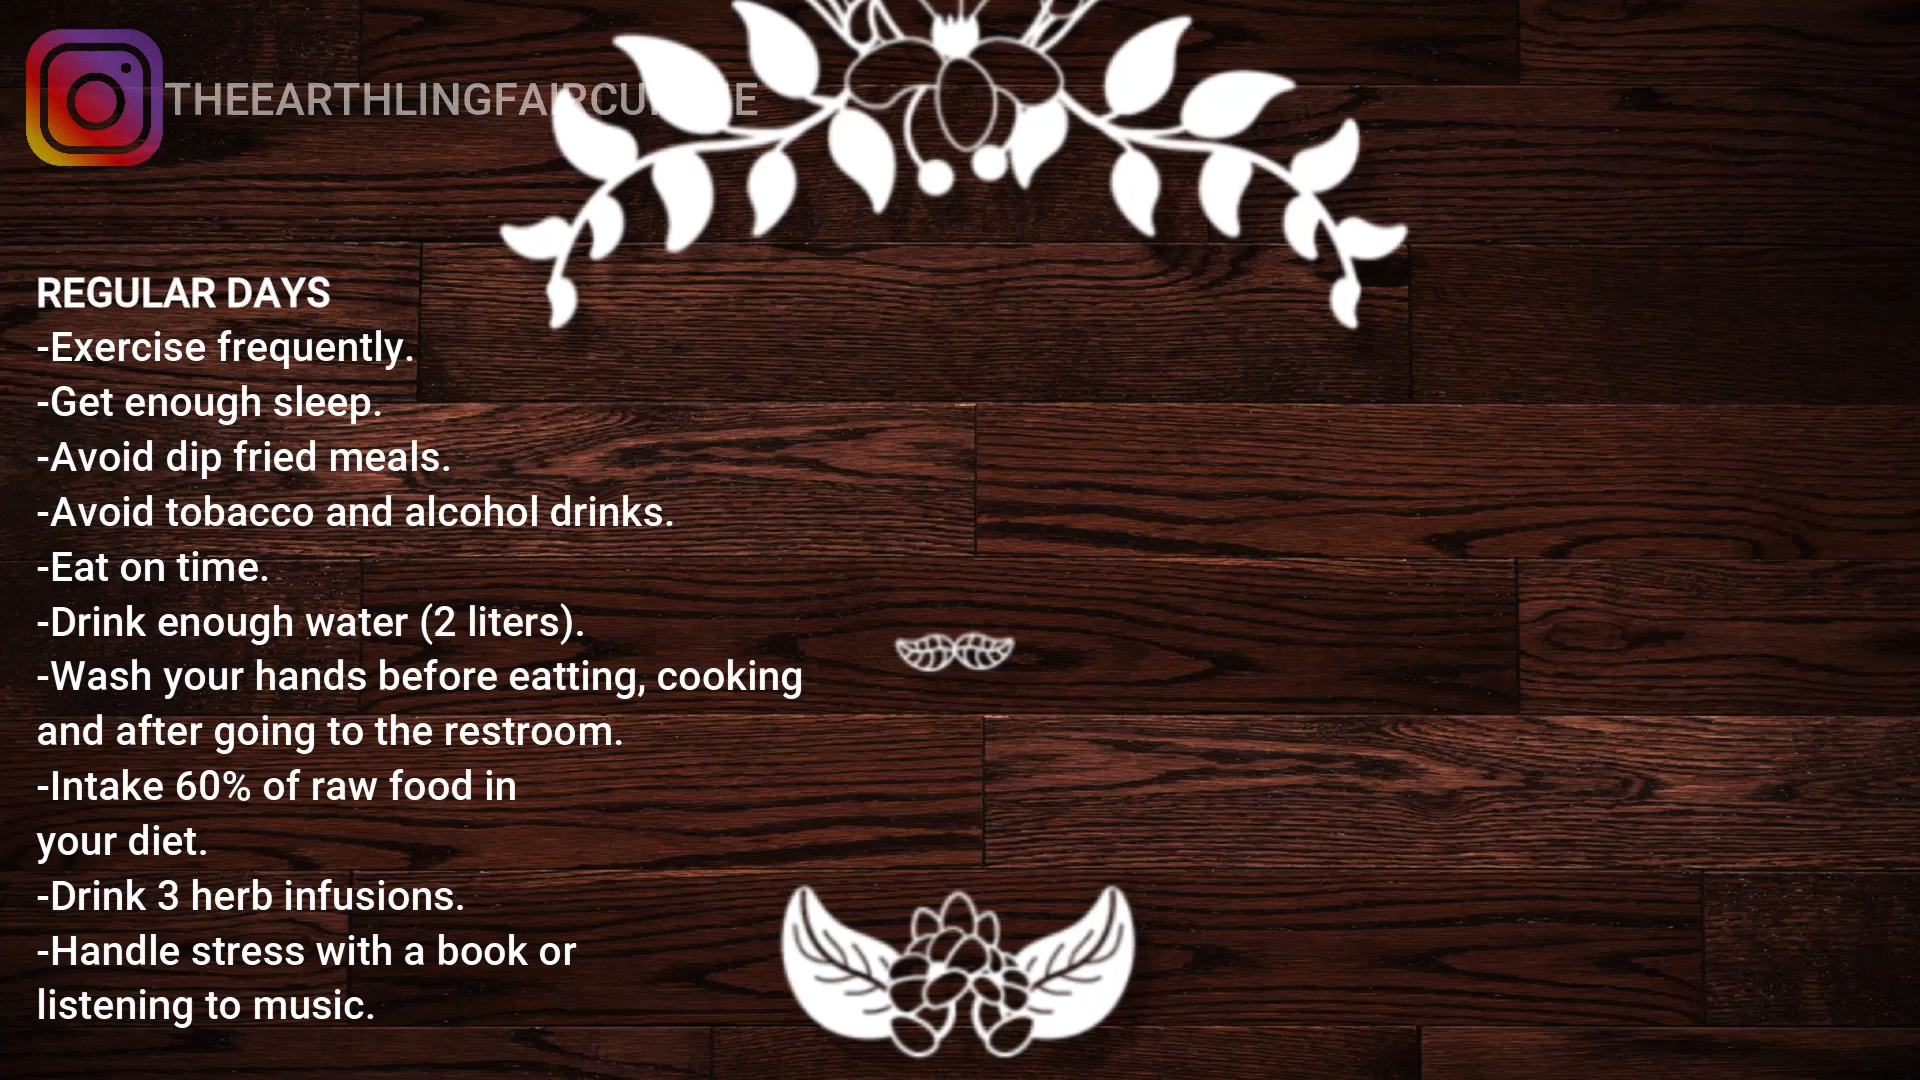 REGULAR DAYS
-Exercise frequently.
-Get enough sleep.
-Avoid dip fried meals.
-Avoid tobacco and alcohol drinks.
-Eat on time.
-Drink enough water (2 liters).
-Wash your hands before eatting, cooking
and after going to the restroom.
-Intake 60% of raw food in
your diet.
-Drink 3 herb infusions.
-Handle stress with a book or
listening to music.